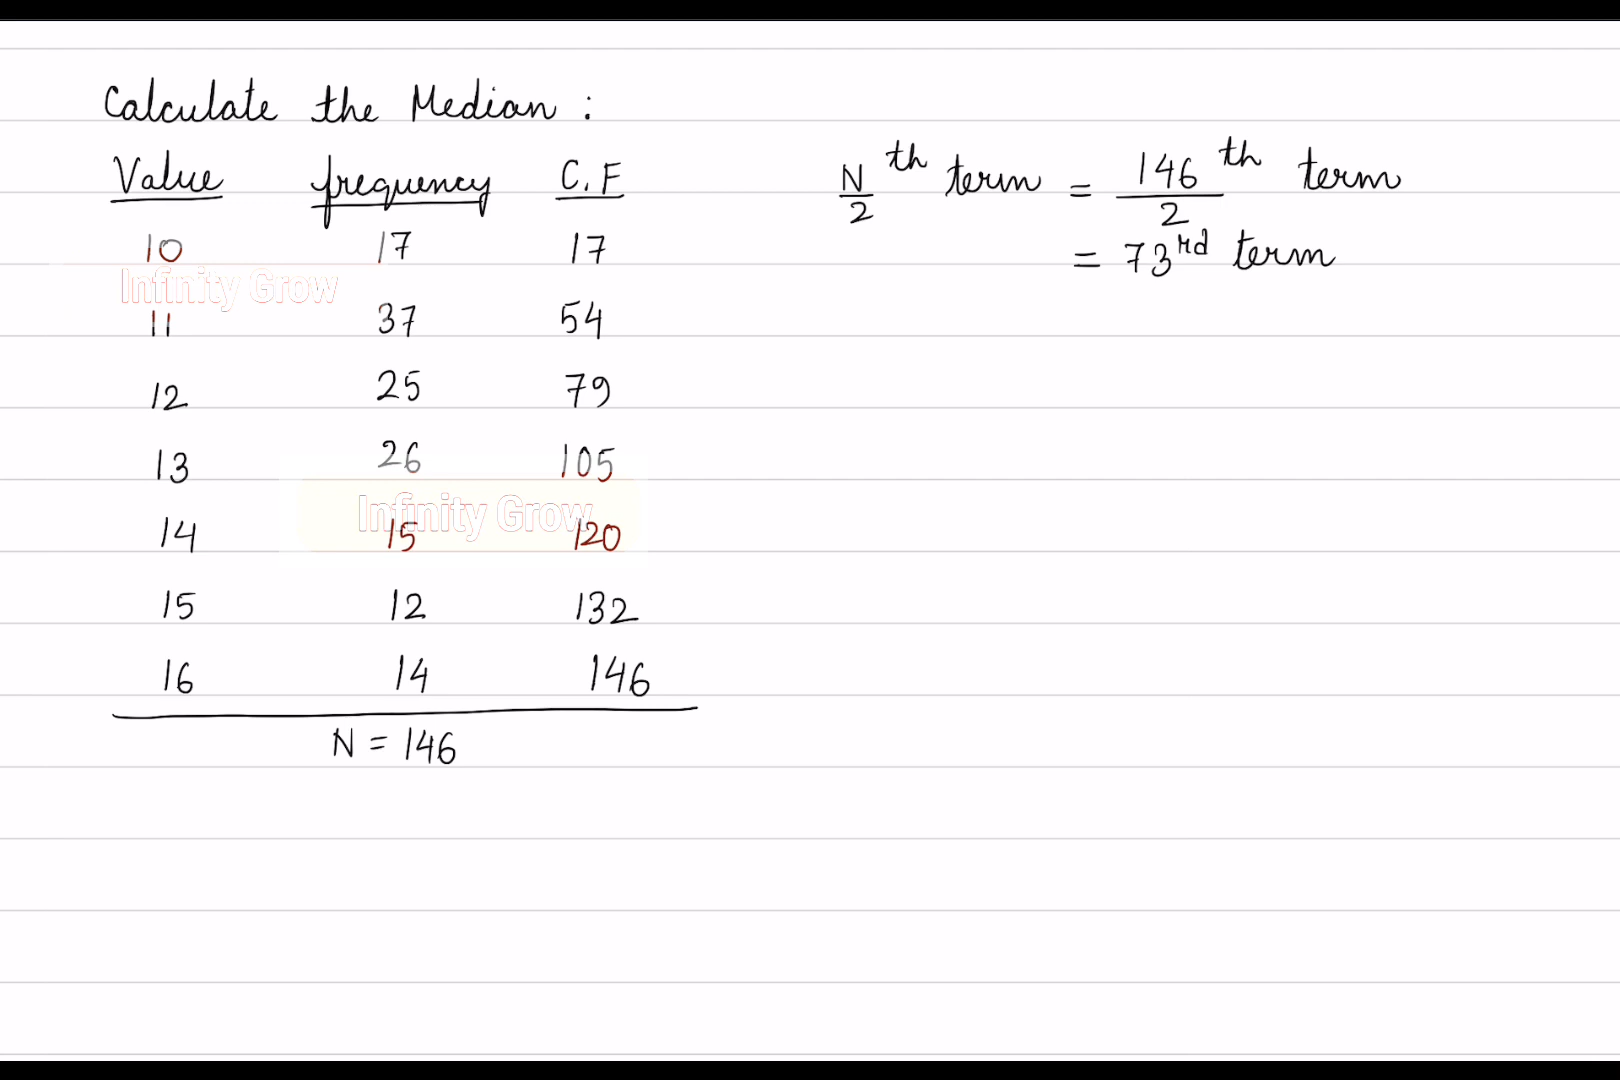 Calculate the Median :
Value frequency C.F
10 17 17
11 37 54
12 25 79
13 26 105
14 15 120
15 12 132
16 14 146
N = 146
N/2 th term = 146/2 th term
= 73rd term
Infinity Grow
Infinity Grow